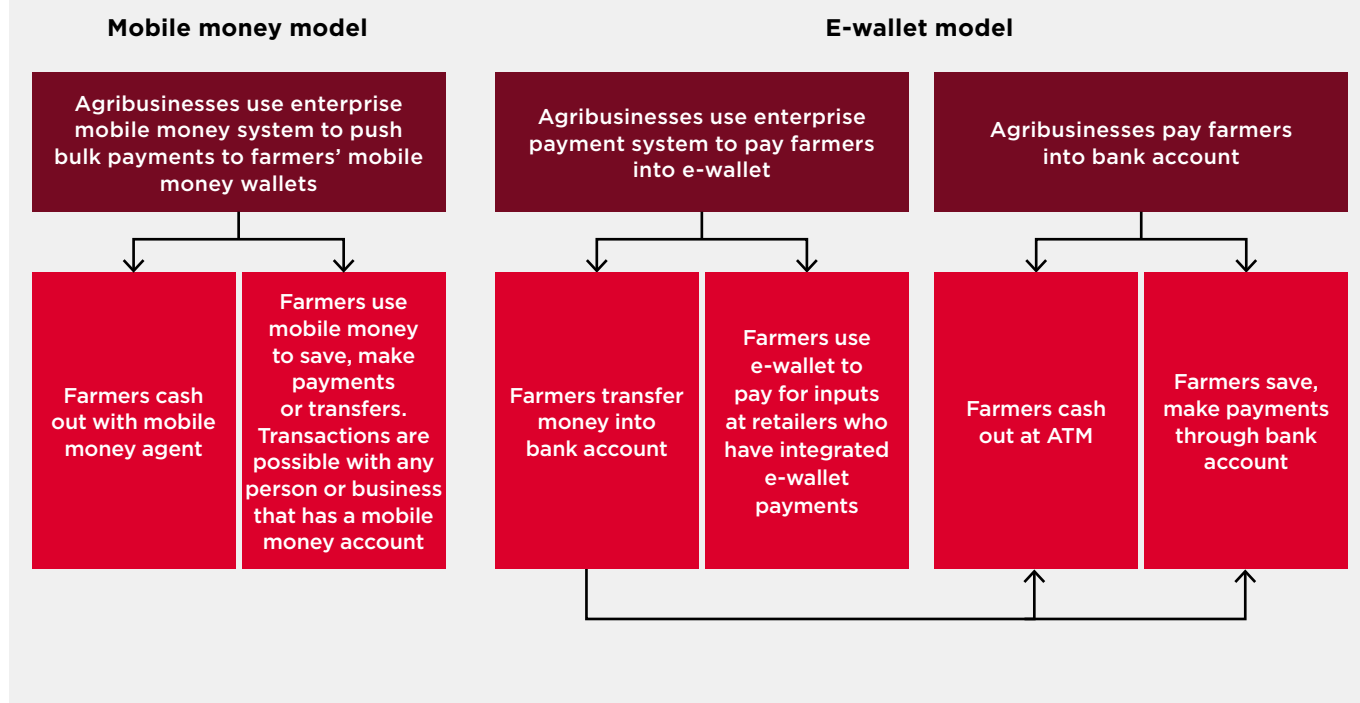 Mobile money model
E-wallet model
Agribusinesses use enterprise
mobile money system to push
bulk payments to farmers’ mobile
money wallets
Agribusinesses use enterprise
payment system to pay farmers
into e-wallet
Agribusinesses pay farmers
into bank account
Farmers cash
out with mobile
money agent
Farmers use
mobile money
to save, make
payments
or transfers.
Transactions are
possible with any
person or business
that has a mobile
money account
Farmers transfer
money into
bank account
Farmers use
e-wallet to
pay for inputs
at retailers who
have integrated
e-wallet
payments
Farmers cash
out at ATM
Farmers save,
make payments
through bank
account